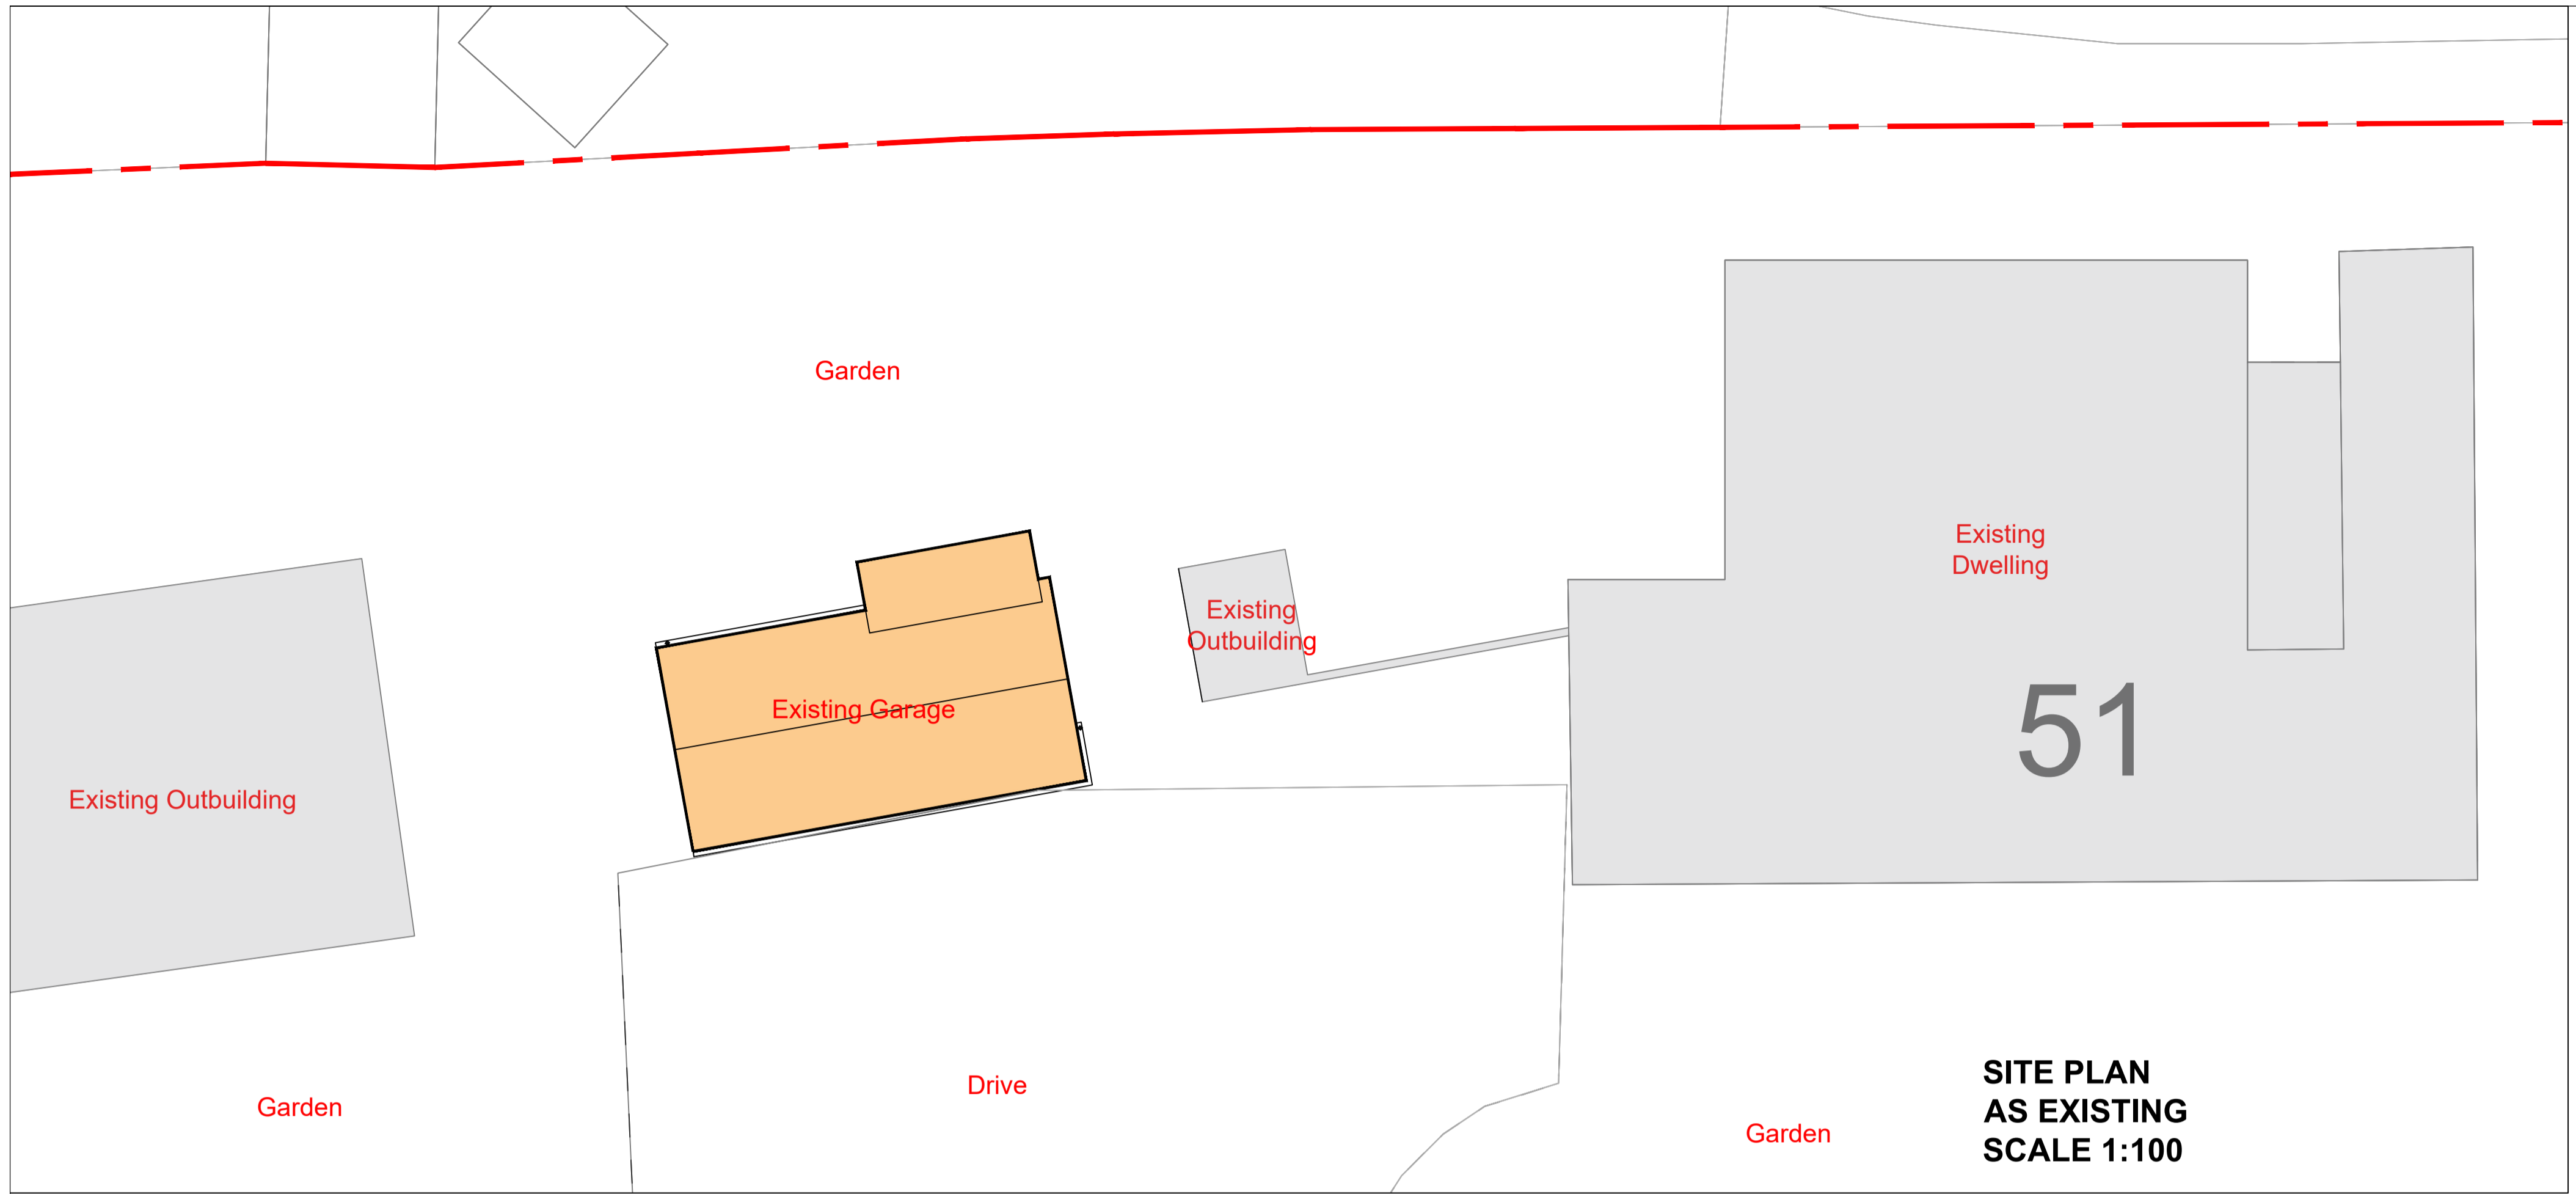 Garden
Existing
Dwelling
Existing
Outbuilding
Existing Garage
51
Existing Outbuilding
Drive
Garden
Garden
SITE PLAN
AS EXISTING
SCALE 1:100